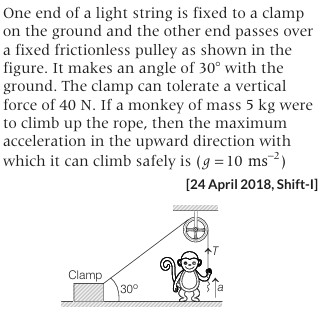 One end of a light string is fixed to a clamp
on the ground and the other end passes over
a fixed frictionless pulley as shown in the
figure. It makes an angle of 30° with the
ground. The clamp can tolerate a vertical
force of 40 N. If a monkey of mass 5 kg were
to climb up the rope, then the maximum
acceleration in the upward direction with
which it can climb safely is (g = 10 ms⁻²)
[24 April 2018, Shift-I]
T
Clamp
30° a